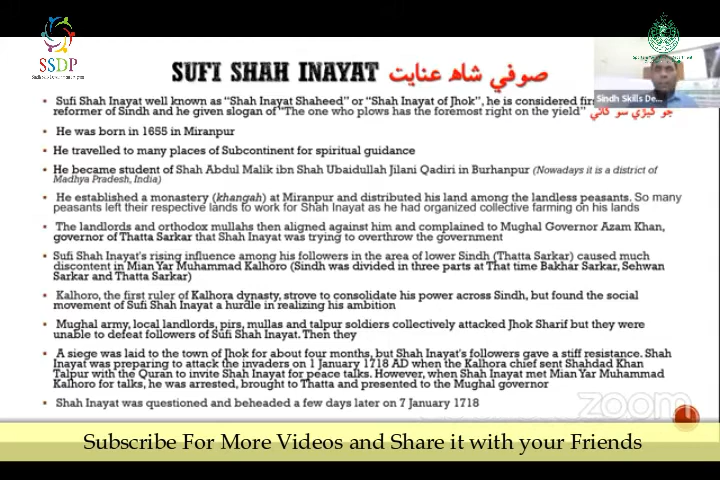 SSDP
SUFI SHAH INAYAT صوفي شاھ عنايت
Sindh Skills De...
• Sufi Shah Inayat well known as "Shah Inayat Shaheed" or "Shah Inayat of Jhok", he is considered
reformer of Sindh and he given slogan of "The one who plows has the foremost right on the yield" جو کيڙي سو کائي
• He was born in 1655 in Miranpur
• He travelled to many places of Subcontinent for spiritual guidance
• He became student of Shah Abdul Malik ibn Shah Ubaidullah Jilani Qadiri in Burhanpur (Nowadays it is a district of
Madhya Pradesh, India)
• He established a monastery (khangah) at Miranpur and distributed his land among the landless peasants. So many
peasants left their respective lands to work for Shah Inayat as he had organized collective farming on his lands
• The landlords and orthodox mullahs then aligned against him and complained to Mughal Governor Azam Khan,
governor of Thatta Sarkar that Shah Inayat was trying to overthrow the government
• Sufi Shah Inayat's rising influence among his followers in the area of lower Sindh (Thatta Sarkar) caused much
discontent in Mian Yar Muhammad Kalhoro (Sindh was divided in three parts at That time Bakhar Sarkar, Sehwan
Sarkar and Thatta Sarkar)
• Kalhoro, the first ruler of Kalhora dynasty, strove to consolidate his power across Sindh, but found the social
movement of Sufi Shah Inayat a hurdle in realizing his ambition
• Mughal army, local landlords, pirs, mullas and talpur soldiers collectively attacked Jhok Sharif but they were
unable to defeat followers of Sufi Shah Inayat. Then they
• A siege was laid to the town of Jhok for about four months, but Shah Inayat's followers gave a stiff resistance. Shah
Inayat was preparing to attack the invaders on 1 January 1718 AD when the Kalhora chief sent Shahdad Khan
Talpur with the Quran to invite Shah Inayat for peace talks. However, when Shah Inayat met Mian Yar Muhammad
Kalhoro for talks, he was arrested, brought to Thatta and presented to the Mughal governor
• Shah Inayat was questioned and beheaded a few days later on 7 January 1718
zoom
Subscribe For More Videos and Share it with your Friends